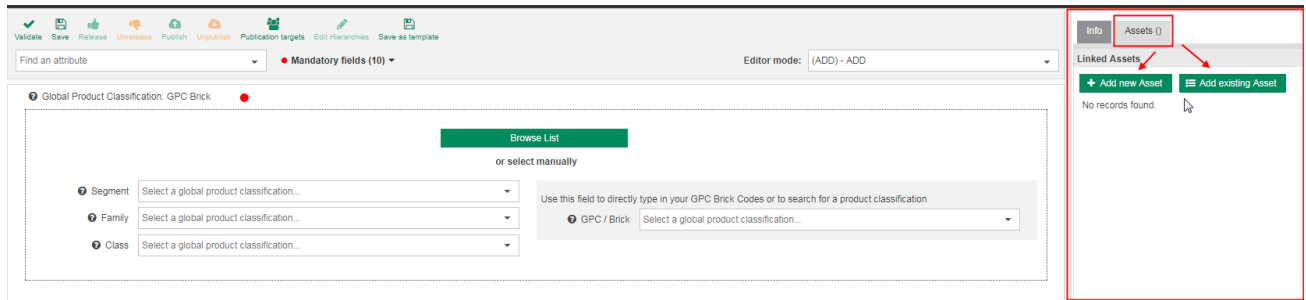 Validate Save Release Unrelease Publish Unpublish Publication targets Edit Hierarchies Save as template
Find an attribute
Mandatory fields (10)
Editor mode: (ADD) - ADD
Global Product Classification: GPC Brick
Browse List
or select manually
Segment Select a global product classification...
Family Select a global product classification...
Class Select a global product classification...
Use this field to directly type in your GPC Brick Codes or to search for a product classification
GPC / Brick Select a global product classification...
Info Assets ()
Linked Assets
Add new Asset Add existing Asset
No records found.